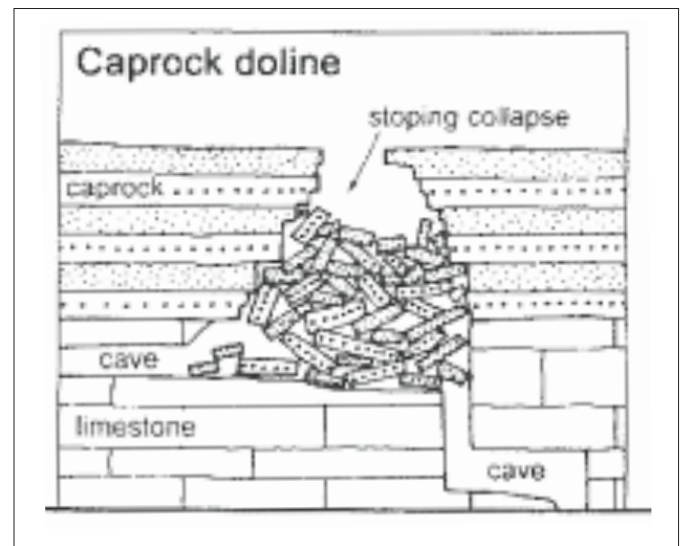 Caprock doline
stoping collapse
caprock
cave
limestone
cave